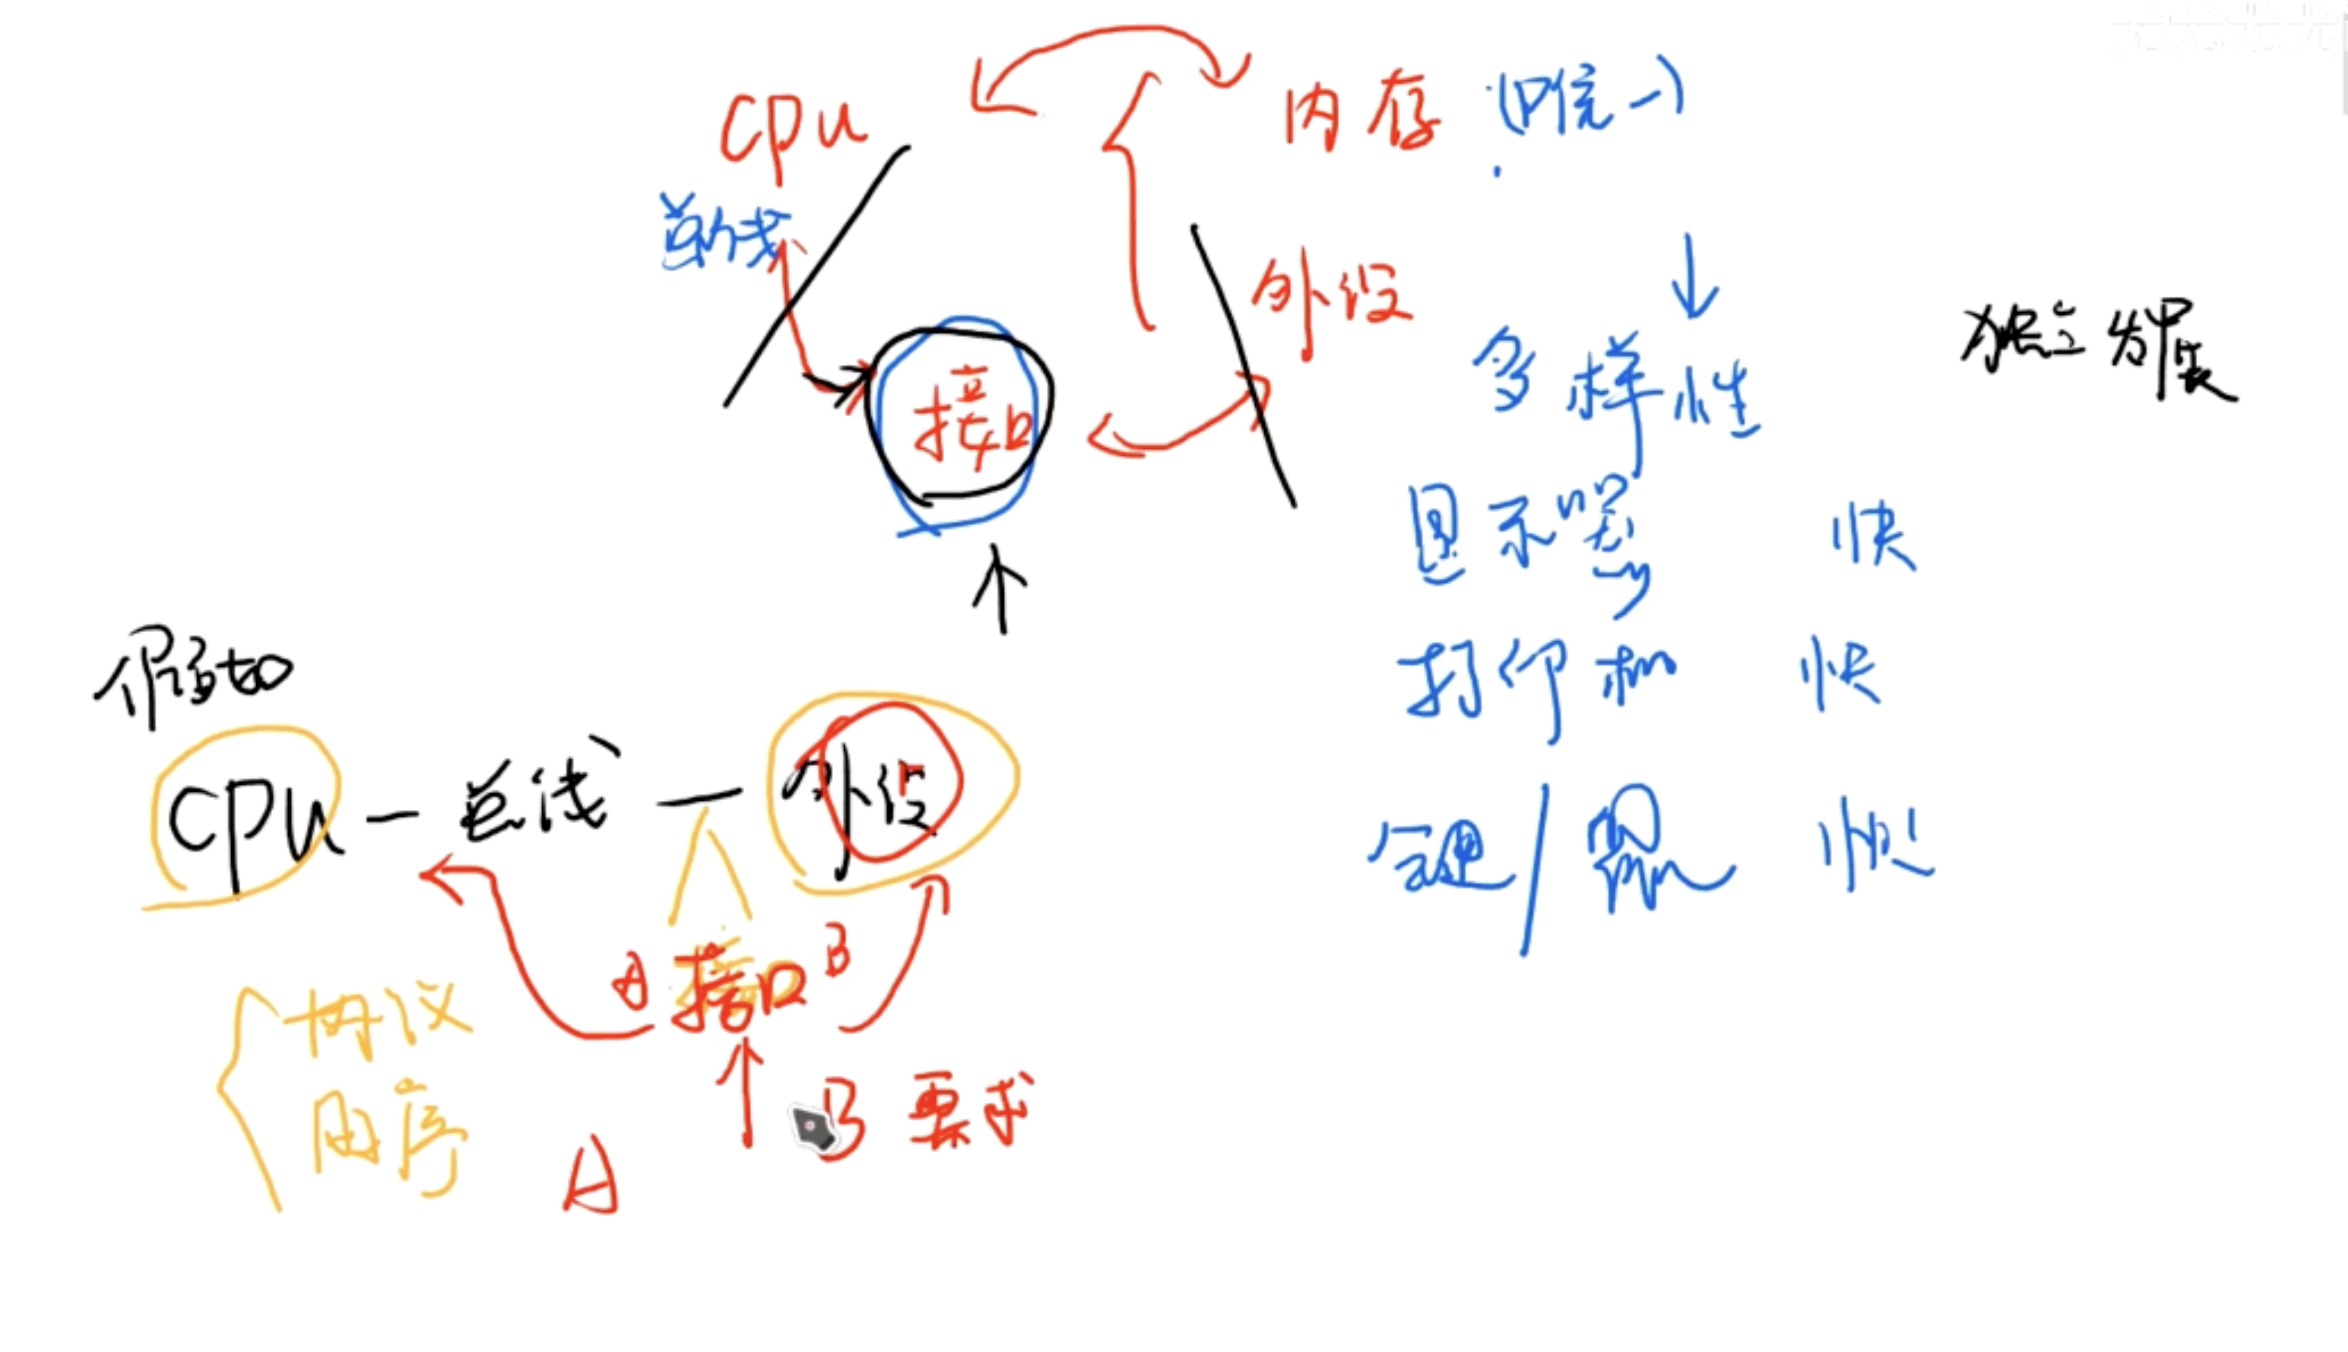 CPU 内存 (统一)
总线 外设
多样性 独立发展
接口
显示器 快
打印机 快
假如
CPU — 总线 — 外设
键/鼠 快
A 接口 B
协议
时序
B 要求
A